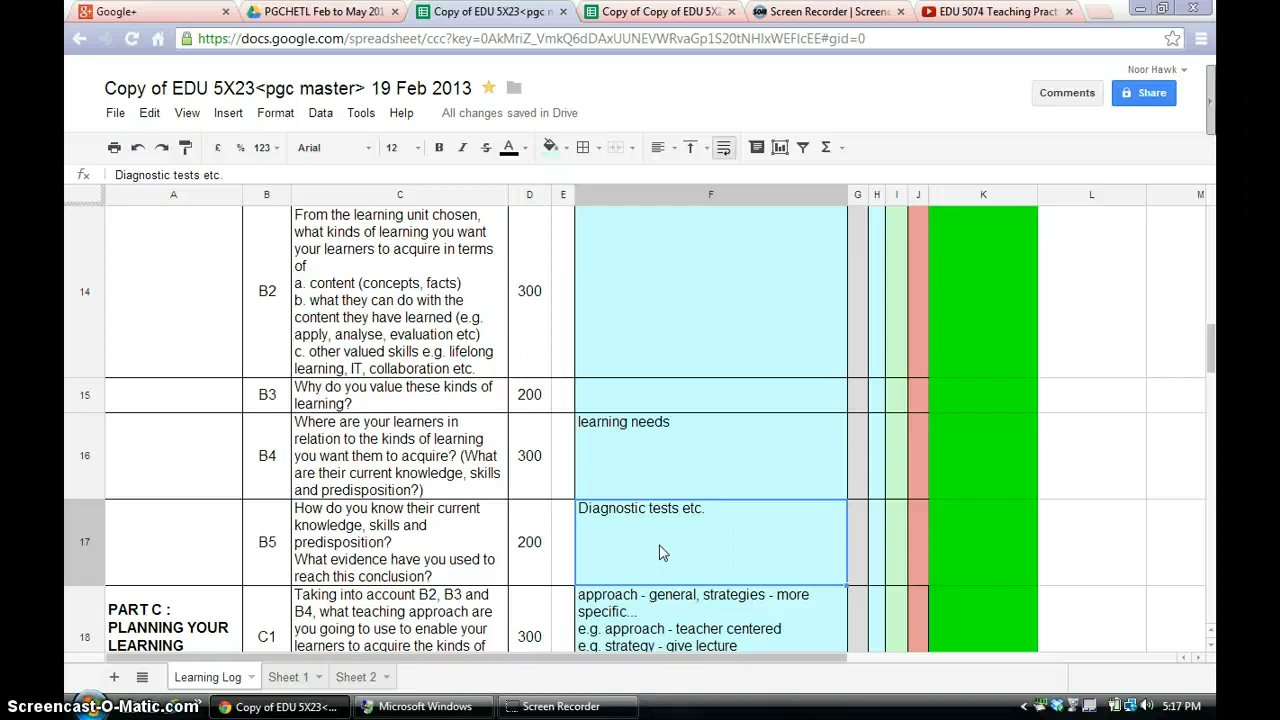 Google+
PGCHETL Feb to May 201
Copy of EDU 5X23<pgc n
Copy of Copy of EDU 5X2
Screen Recorder | Screenc
EDU 5074 Teaching Pract
https://docs.google.com/spreadsheet/ccc?key=0AkMriZ_VmkQ6dDAxUUNEVWRvaGp1S20tNHIxWEFIcEE#gid=0
Noor Hawk
Copy of EDU 5X23<pgc master> 19 Feb 2013
Comments
Share
File Edit View Insert Format Data Tools Help All changes saved in Drive
£ % 123 Arial 12 B I S A Σ
fx Diagnostic tests etc.
A B C D E F G H I J K L M
14
B2
From the learning unit chosen,
what kinds of learning you want
your learners to acquire in terms
of
a. content (concepts, facts)
b. what they can do with the
content they have learned (e.g.
apply, analyse, evaluation etc)
c. other valued skills e.g. lifelong
learning, IT, collaboration etc.
300
15
B3
Why do you value these kinds of
learning?
200
16
B4
Where are your learners in
relation to the kinds of learning
you want them to acquire? (What
are their current knowledge, skills
and predisposition?)
300
learning needs
17
B5
How do you know their current
knowledge, skills and
predisposition?
What evidence have you used to
reach this conclusion?
200
Diagnostic tests etc.
18
PART C :
PLANNING YOUR
LEARNING
C1
Taking into account B2, B3 and
B4, what teaching approach are
you going to use to enable your
learners to acquire the kinds of
300
approach - general, strategies - more
specific...
e.g. approach - teacher centered
e.g. strategy - give lecture
Learning Log Sheet 1 Sheet 2
Screencast-O-Matic.com
Copy of EDU 5X23<...
Microsoft Windows
Screen Recorder
5:17 PM